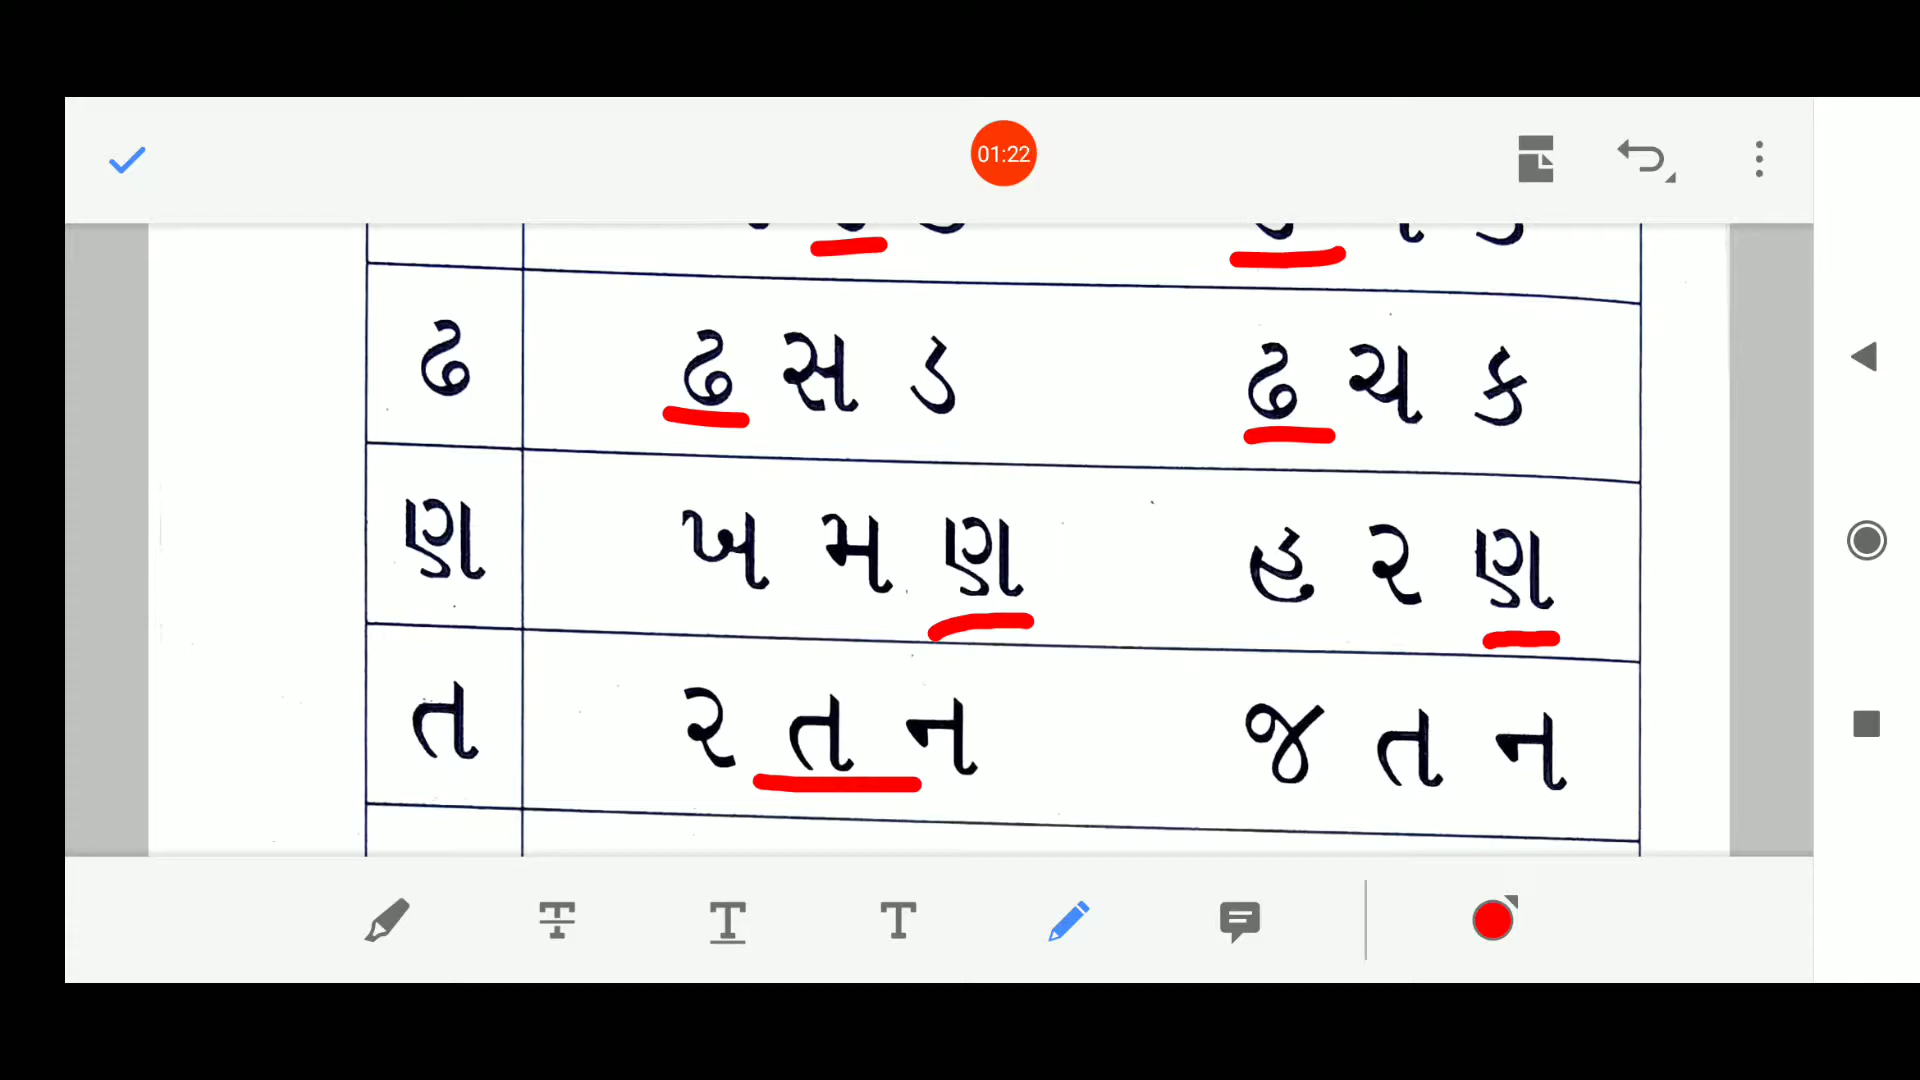 01:22
ઢ ઢ સ ડ ઢ ચ ક
ણ ખ મ ણ હ ર ણ
ત ર ત ન જ ત ન